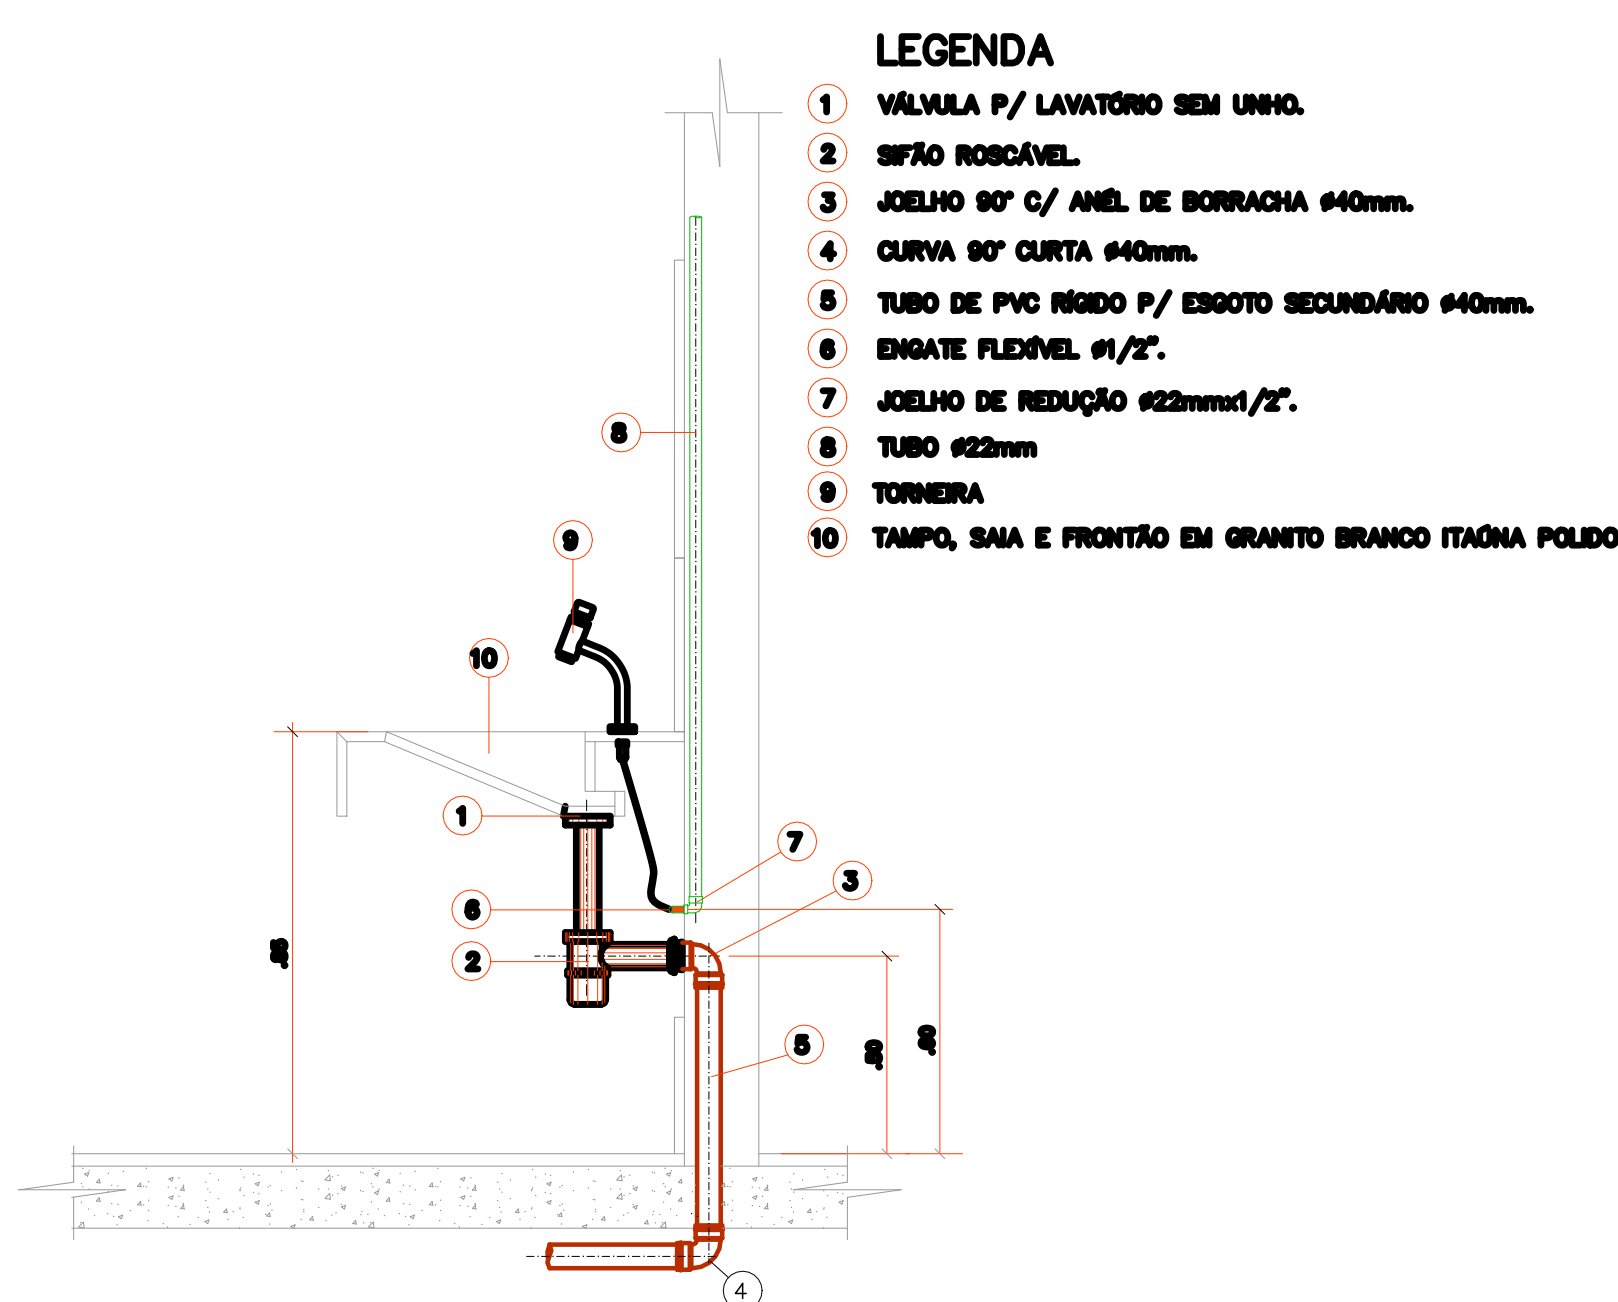 LEGENDA
1 VÁLVULA P/ LAVATÓRIO SEM UNHO.
2 SIFÃO ROSCÁVEL.
3 JOELHO 90° C/ ANÉL DE BORRACHA ø40mm.
4 CURVA 90° CURTA ø40mm.
5 TUBO DE PVC RÍGIDO P/ ESGOTO SECUNDÁRIO ø40mm.
6 ENGATE FLEXÍVEL ø1/2".
7 JOELHO DE REDUÇÃO ø22mmx1/2".
8 TUBO ø22mm
9 TORNEIRA
10 TAMPO, SAIA E FRONTÃO EM GRANITO BRANCO ITAÚNA POLIDO
8
9
10
1
7
3
6
2
5
.50
.60
4